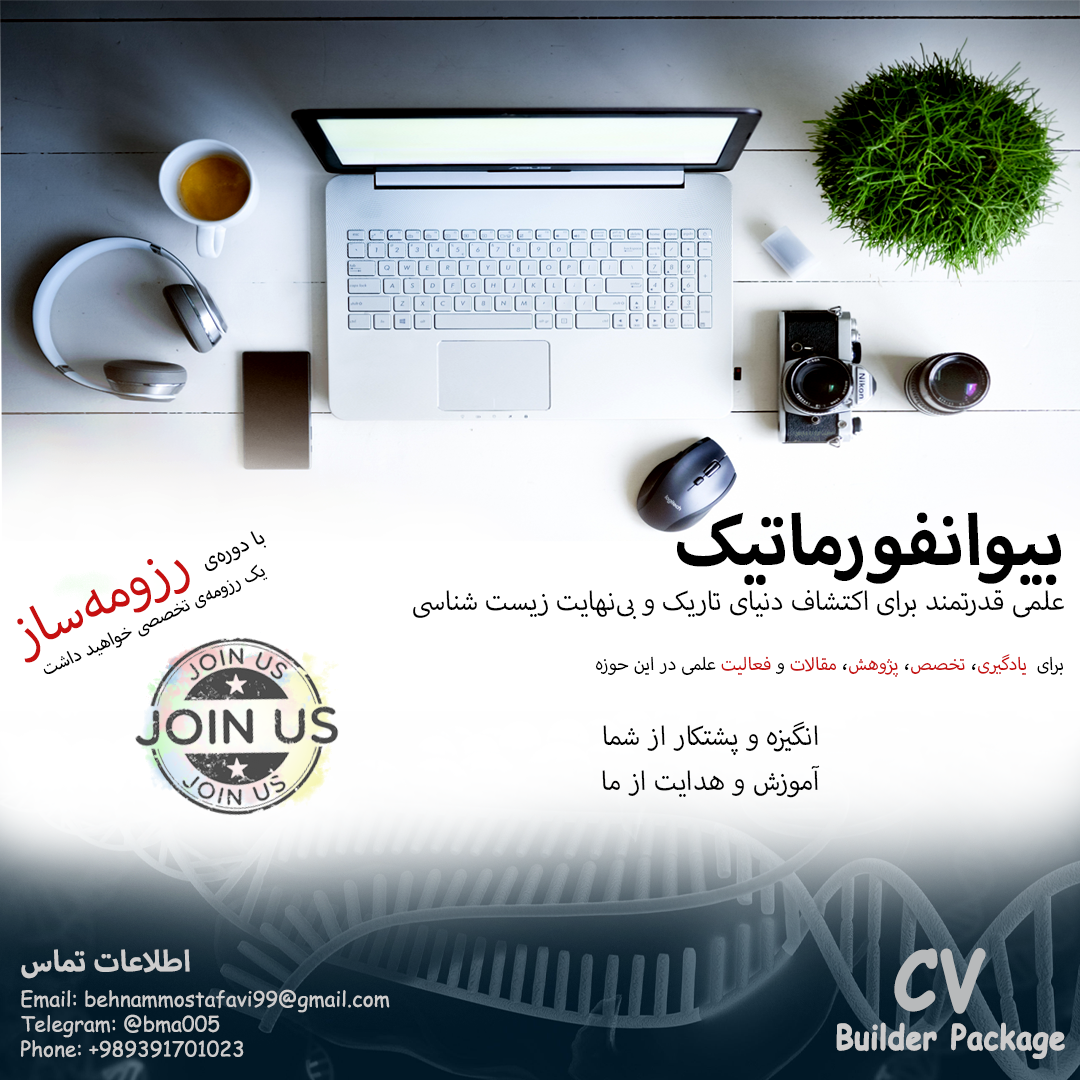 ASUS
Nikon
logitech
بیوانفورماتیک
علمی قدرتمند برای اکتشاف دنیای تاریک و بی‌نهایت زیست شناسی
برای یادگیری، تخصص، پژوهش، مقالات و فعالیت علمی در این حوزه
انگیزه و پشتکار از شما
آموزش و هدایت از ما
با دوره‌ی رزومه‌ساز
یک رزومه‌ی تخصصی خواهید داشت
JOIN US
JOIN US
JOIN US
اطلاعات تماس
Email: behnammostafavi99@gmail.com
Telegram: @bma005
Phone: +989391701023
CV
Builder Package